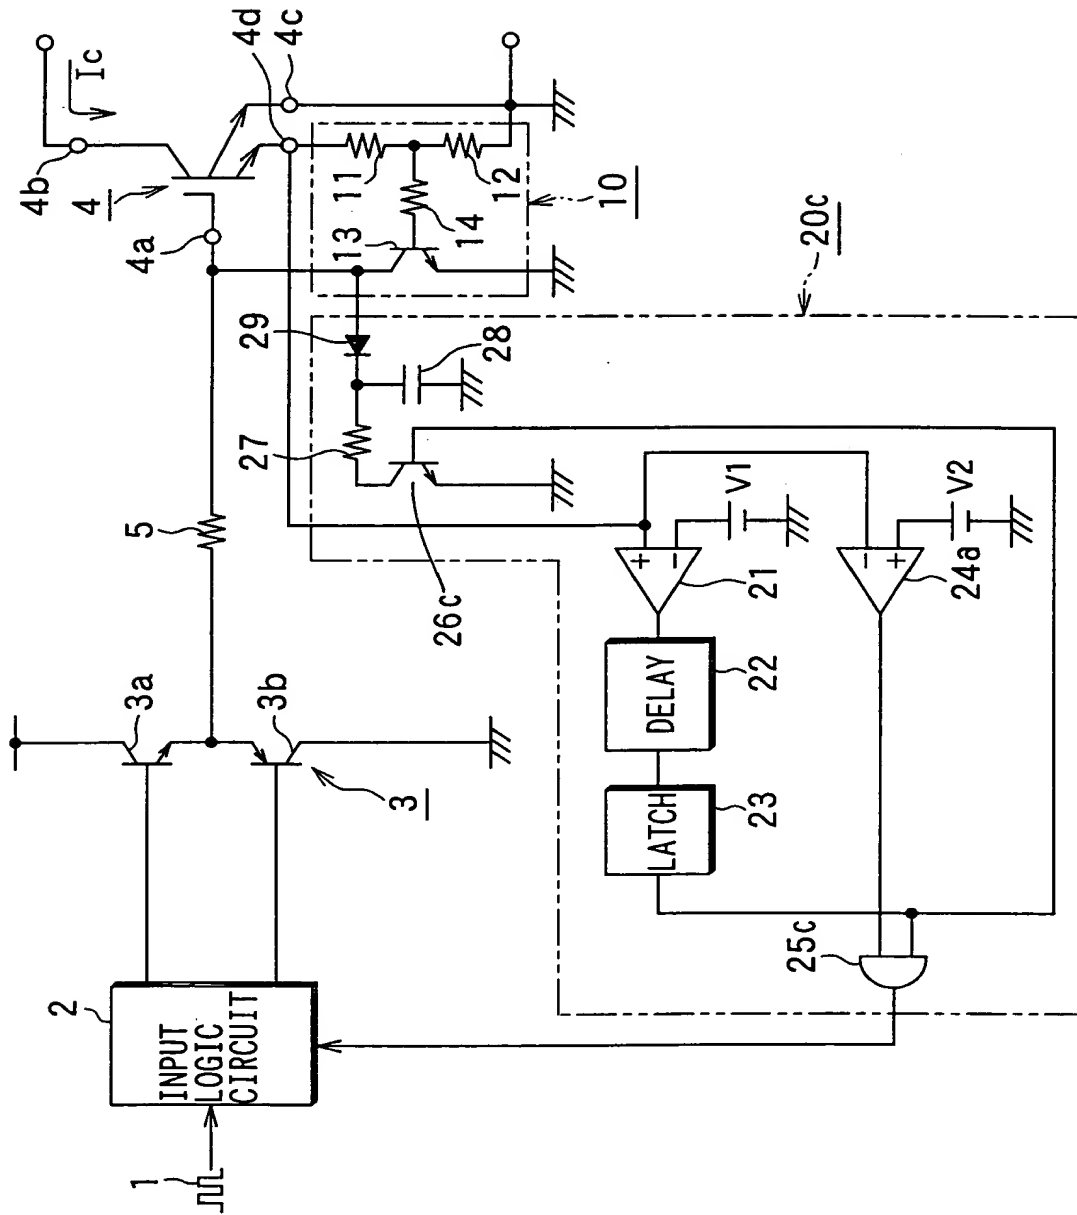 1
2
INPUT
LOGIC
CIRCUIT
3a
3b
3
5
4a
4b
4
Ic
4d
4c
11
12
13
14
10
29
28
27
26c
20c
V1
+
−
21
DELAY
22
LATCH
23
V2
−
+
24a
25c